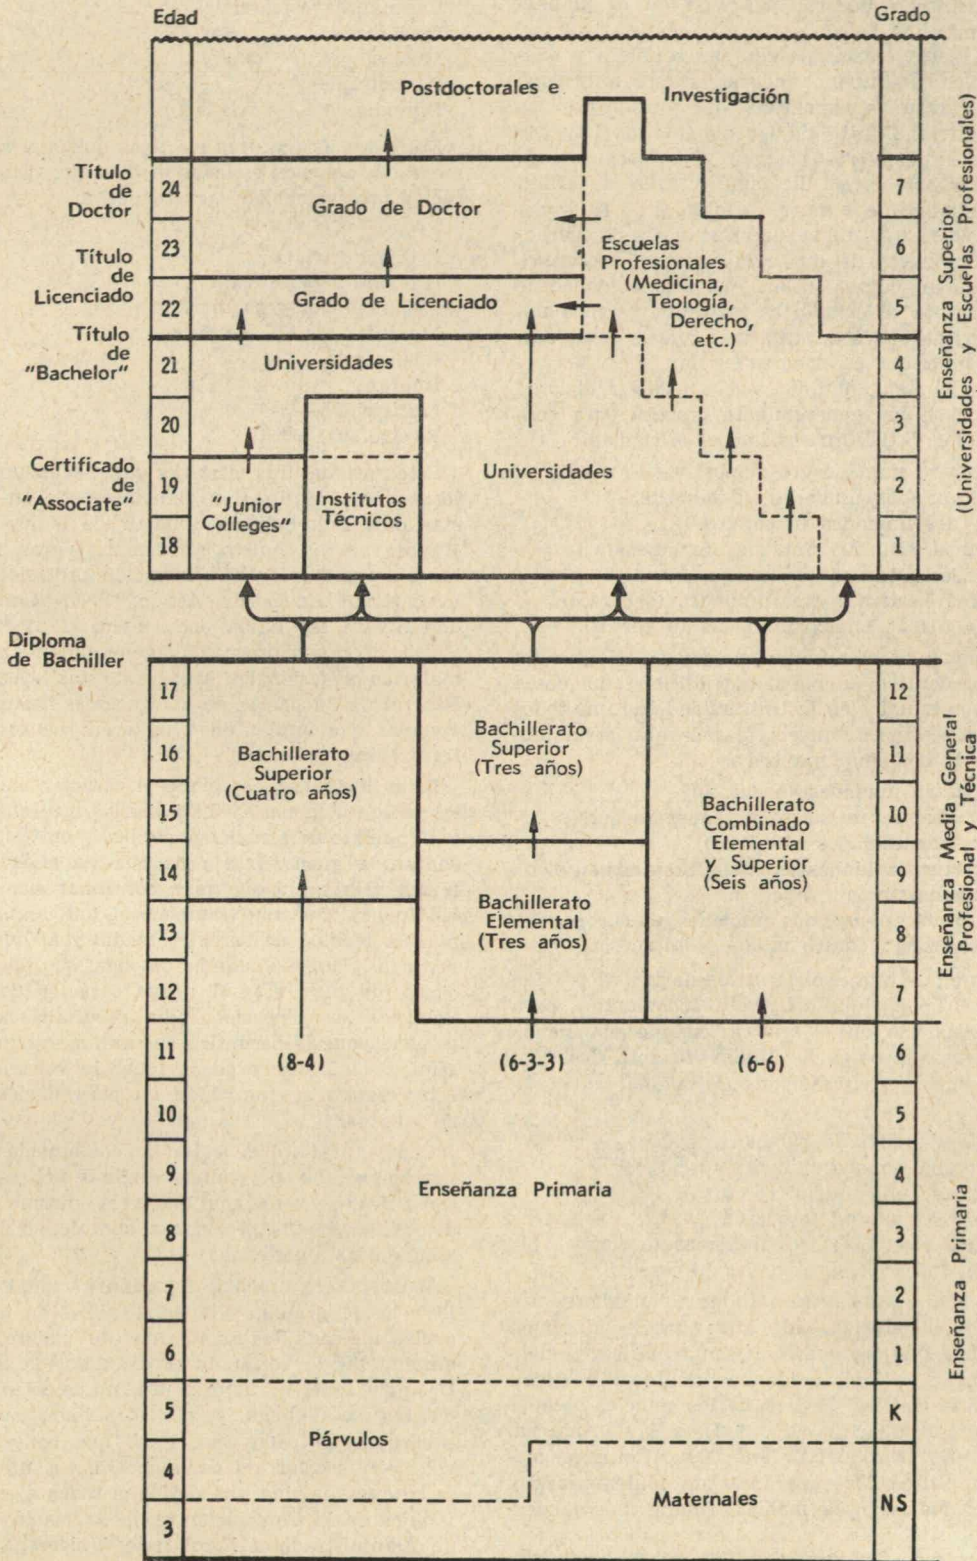 Edad
Grado
Postdoctorales e Investigación
Título
de
Doctor
24
Grado de Doctor
7
23
6
Título
de
Licenciado
22
Grado de Licenciado
5
Escuelas
Profesionales
(Medicina,
Teología,
Derecho,
etc.)
Título
de
"Bachelor"
21
Universidades
4
20
3
Certificado
de
"Associate"
19
2
"Junior
Colleges"
Institutos
Técnicos
Universidades
18
1
Enseñanza Superior
(Universidades y Escuelas Profesionales)
Diploma
de Bachiller
17
12
16
11
15
10
14
9
13
8
12
7
Bachillerato
Superior
(Cuatro años)
Bachillerato
Superior
(Tres años)
Bachillerato
Elemental
(Tres años)
Bachillerato
Combinado
Elemental
y Superior
(Seis años)
Enseñanza Media General
Profesional y Técnica
11
(8-4)
(6-3-3)
(6-6)
6
10
5
9
Enseñanza Primaria
4
8
3
7
2
6
1
Enseñanza Primaria
5
K
Párvulos
4
Maternales
NS
3